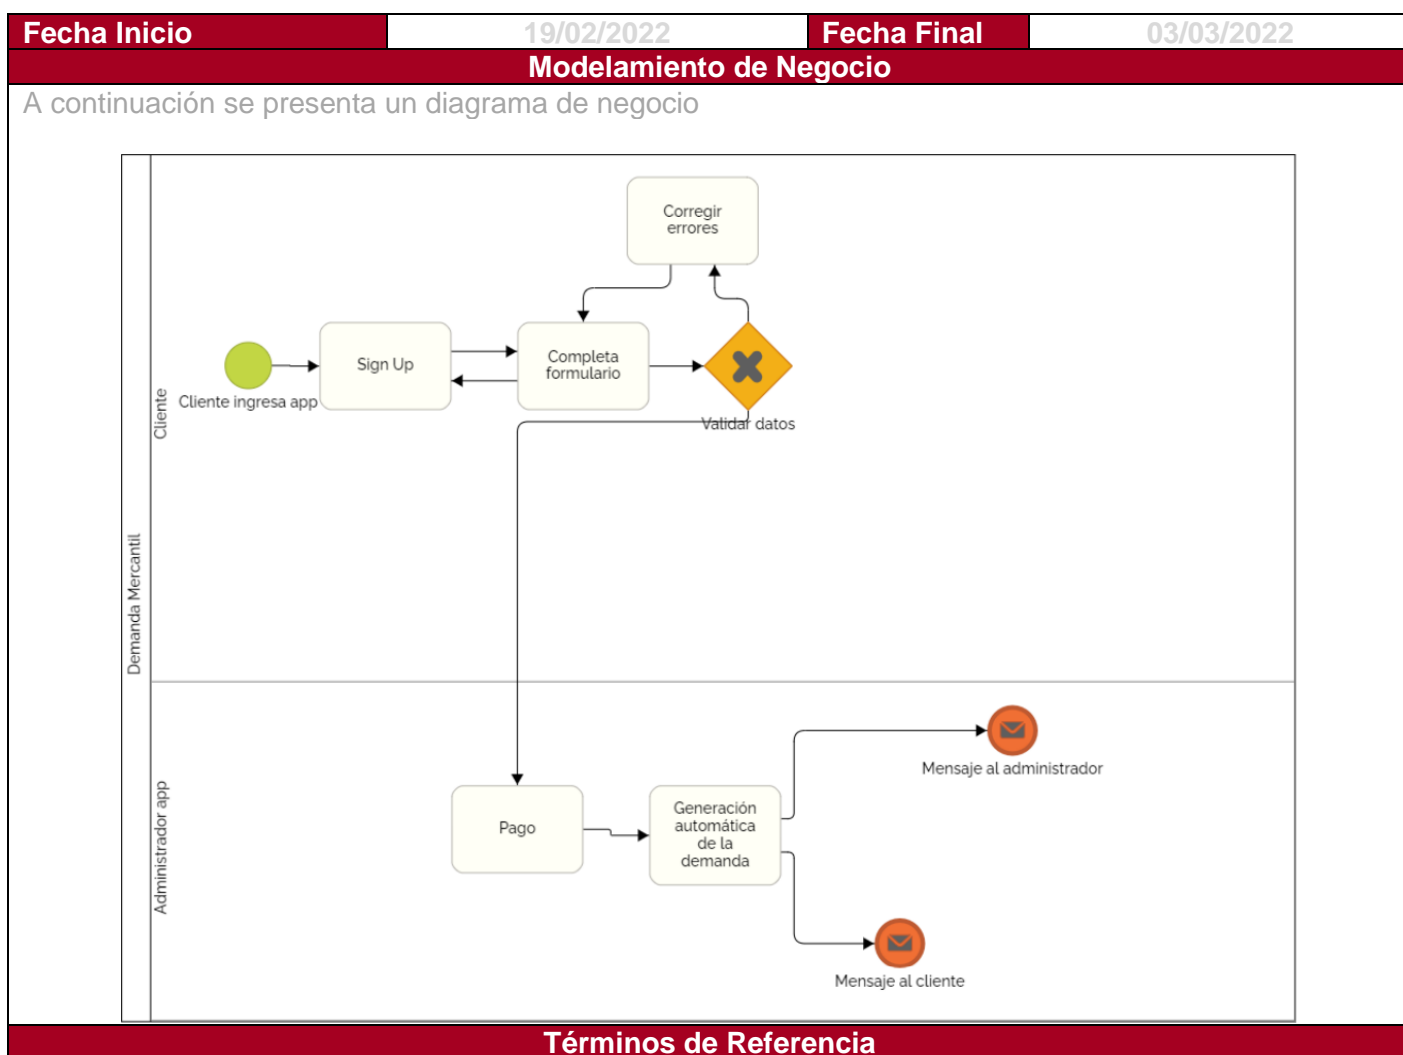 Fecha Inicio 19/02/2022 Fecha Final 03/03/2022
Modelamiento de Negocio
A continuación se presenta un diagrama de negocio
Demanda Mercantil
Cliente
Corregir
errores
Cliente ingresa app
Sign Up
Completa
formulario
Validar datos
Administrador app
Pago
Generación
automática
de la
demanda
Mensaje al administrador
Mensaje al cliente
Términos de Referencia